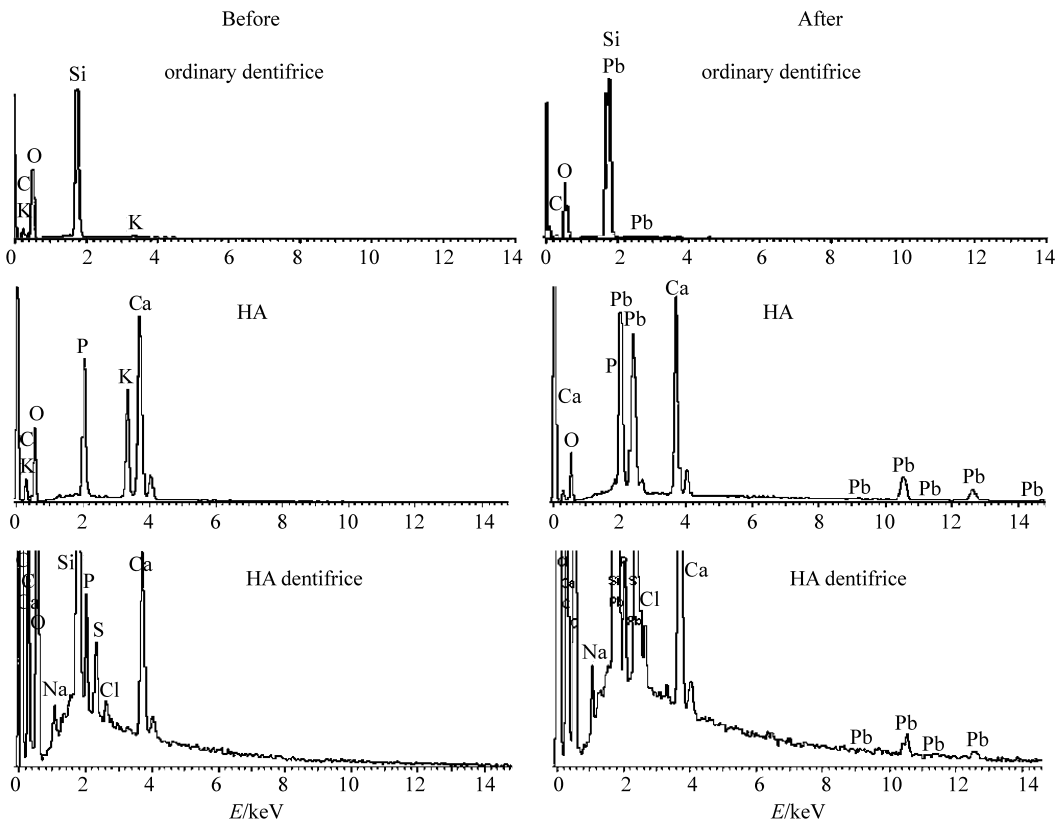 Before
After
ordinary dentifrice
ordinary dentifrice
Si
O
C
K
K
0 2 4 6 8 10 12 14
Si
Pb
O
C
Pb
0 2 4 6 8 10 12 14
HA
Ca
P
K
O
C
K
0 2 4 6 8 10 12 14
HA
Pb
Pb
Ca
P
Ca
O
Pb
Pb
Pb
Pb
Pb
0 2 4 6 8 10 12 14
HA dentifrice
Si
Ca
C
P
O
S
Na
Cl
0 2 4 6 8 10 12 14
E/keV
HA dentifrice
Ca
Si
Pb
Cl
Na
Pb
Pb
Pb
Pb
0 2 4 6 8 10 12 14
E/keV